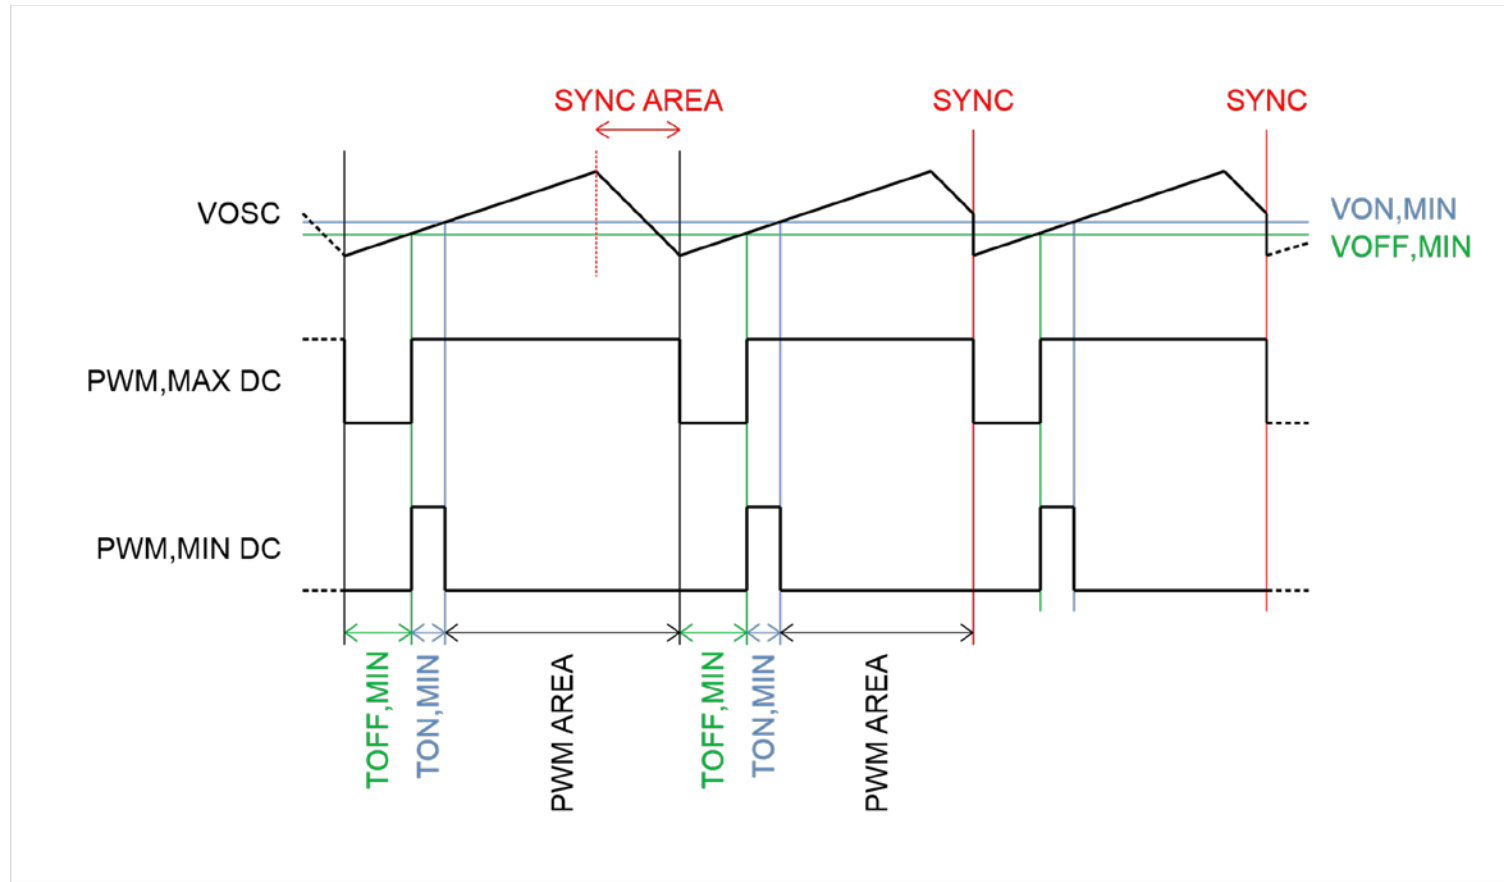 SYNC AREA
SYNC
SYNC
VOSC
VON,MIN
VOFF,MIN
PWM,MAX DC
PWM,MIN DC
TOFF,MIN
TON,MIN
PWM AREA
TOFF,MIN
TON,MIN
PWM AREA